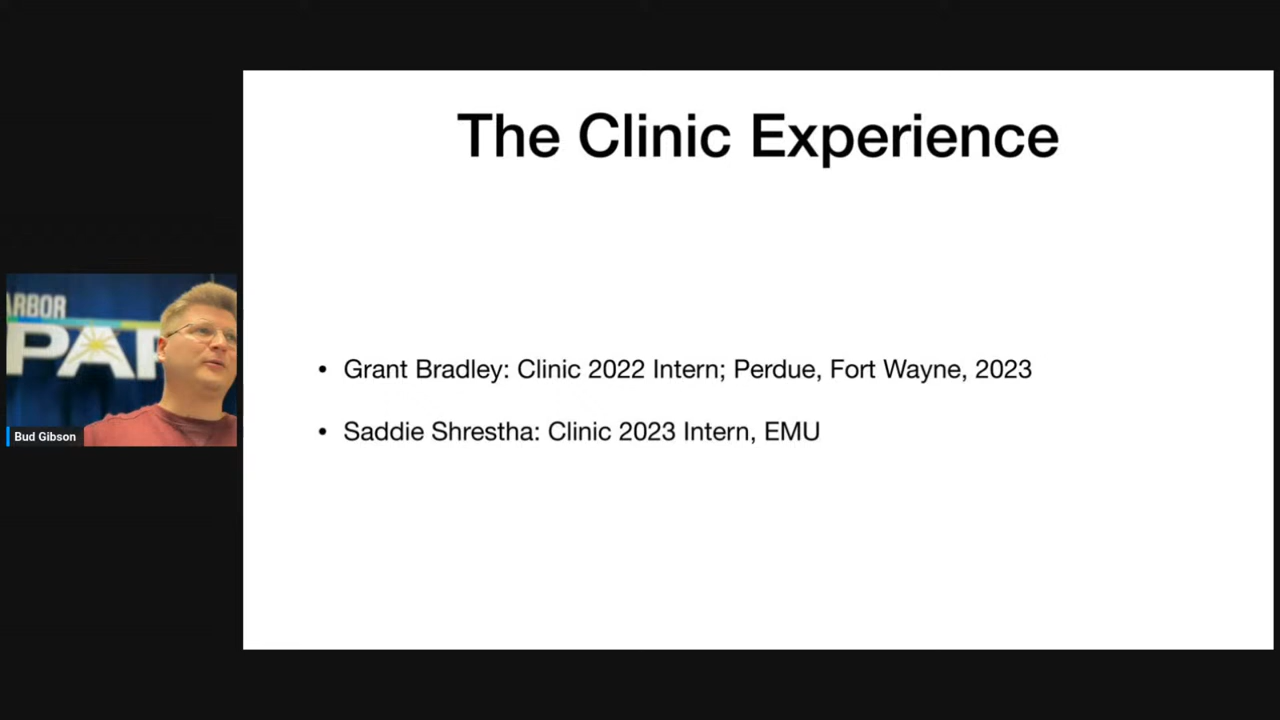 The Clinic Experience
ARBOR
SPAR
• Grant Bradley: Clinic 2022 Intern; Perdue, Fort Wayne, 2023
• Saddie Shrestha: Clinic 2023 Intern, EMU
Bud Gibson